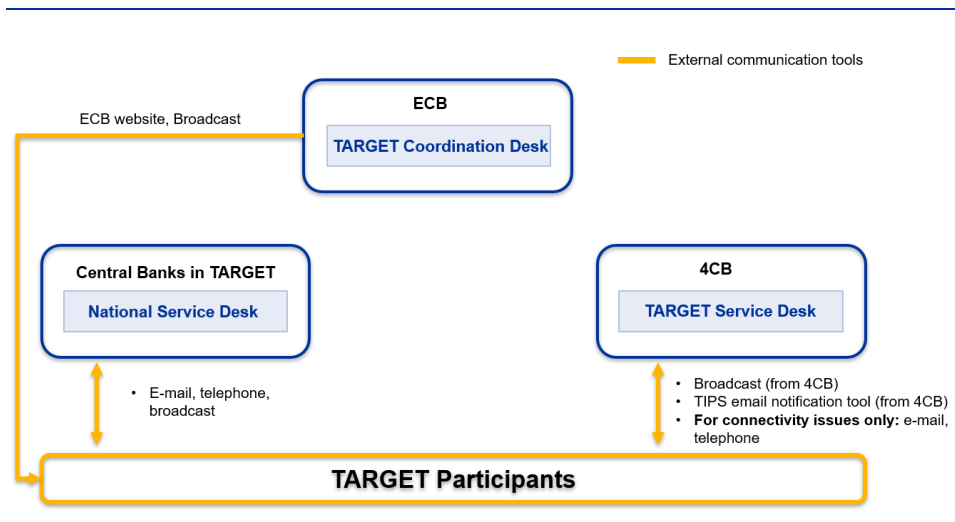 External communication tools
ECB
ECB website, Broadcast
TARGET Coordination Desk
Central Banks in TARGET
National Service Desk
4CB
TARGET Service Desk
• E-mail, telephone,
broadcast
• Broadcast (from 4CB)
• TIPS email notification tool (from 4CB)
• For connectivity issues only: e-mail,
telephone
TARGET Participants